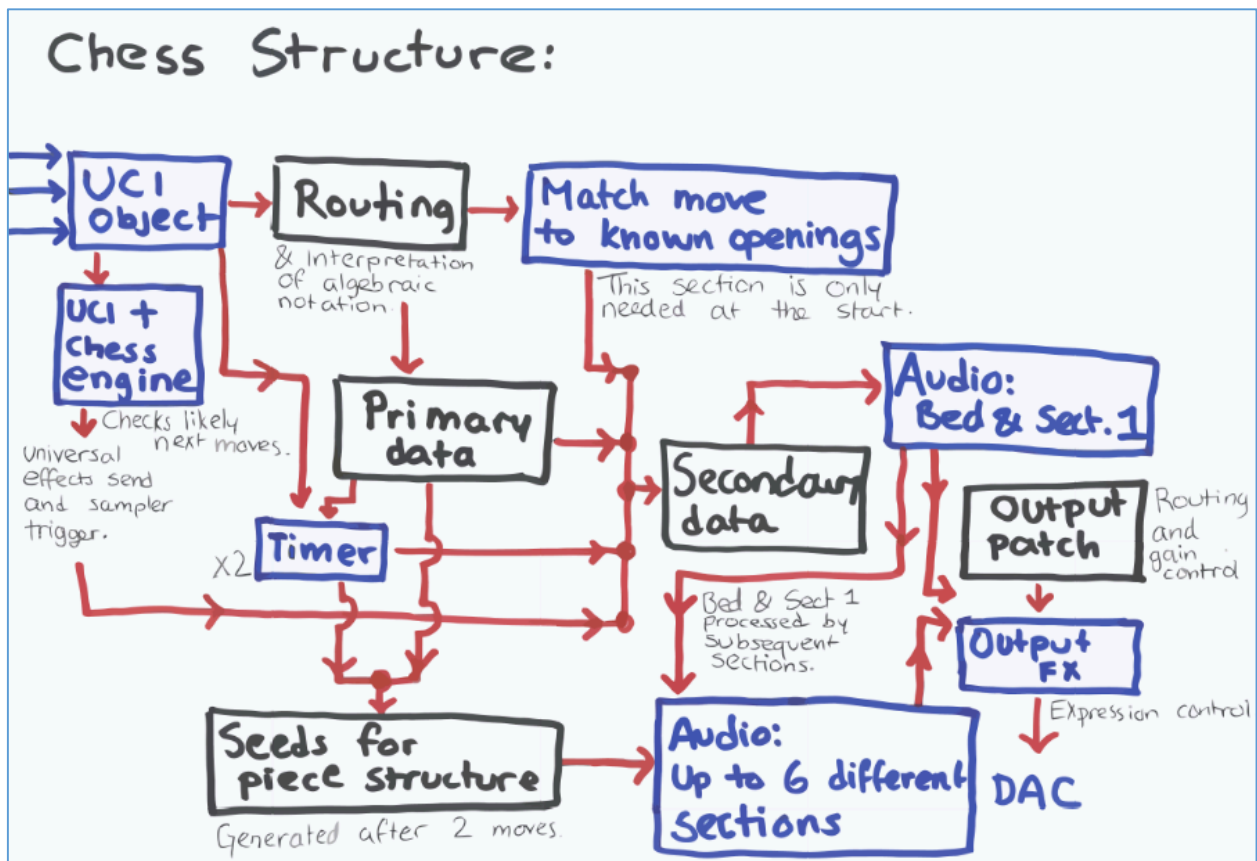 Chess Structure:
UCI
object
Routing
& Interpretation
of algebraic
notation.
Match move
to known openings
This section is only
needed at the start.
UCI +
Chess
engine
Checks likely
next moves.
Universal
effects send
and sampler
trigger.
Primary
data
X2
Timer
Secondary
data
Audio:
Bed & Sect. 1
Output
patch
Routing
and
gain
control
Bed & Sect 1
processed by
subsequent
sections.
Output
FX
Expression control
DAC
Seeds for
piece structure
Generated after 2 moves.
Audio:
Up to 6 different
sections